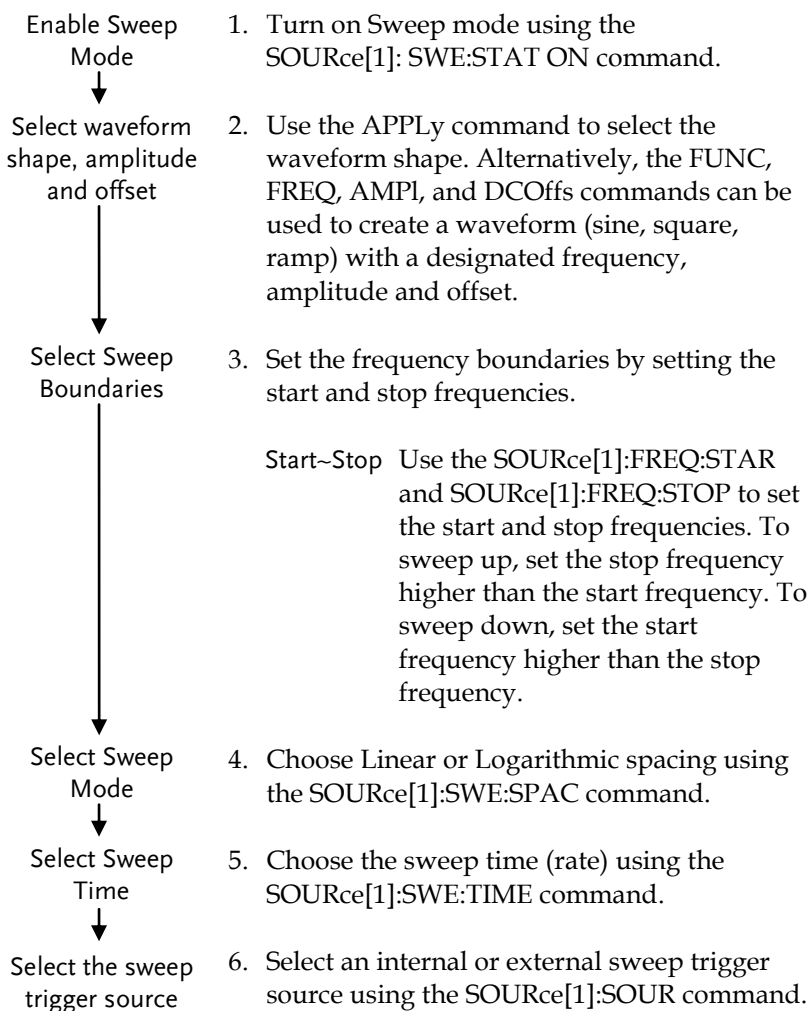 Enable Sweep
Mode
1. Turn on Sweep mode using the
SOURce[1]: SWE:STAT ON command.
Select waveform
shape, amplitude
and offset
2. Use the APPLy command to select the
waveform shape. Alternatively, the FUNC,
FREQ, AMPl, and DCOffs commands can be
used to create a waveform (sine, square,
ramp) with a designated frequency,
amplitude and offset.
Select Sweep
Boundaries
3. Set the frequency boundaries by setting the
start and stop frequencies.
Start~Stop Use the SOURce[1]:FREQ:STAR
and SOURce[1]:FREQ:STOP to set
the start and stop frequencies. To
sweep up, set the stop frequency
higher than the start frequency. To
sweep down, set the start
frequency higher than the stop
frequency.
Select Sweep
Mode
4. Choose Linear or Logarithmic spacing using
the SOURce[1]:SWE:SPAC command.
Select Sweep
Time
5. Choose the sweep time (rate) using the
SOURce[1]:SWE:TIME command.
Select the sweep
trigger source
6. Select an internal or external sweep trigger
source using the SOURce[1]:SOUR command.